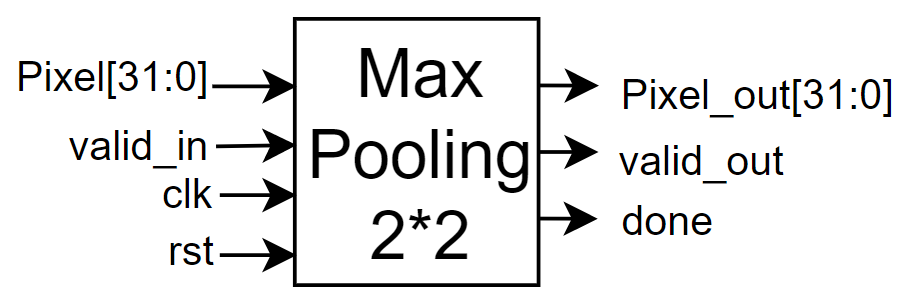 Pixel[31:0]
valid_in
clk
rst
Max
Pooling
2*2
Pixel_out[31:0]
valid_out
done